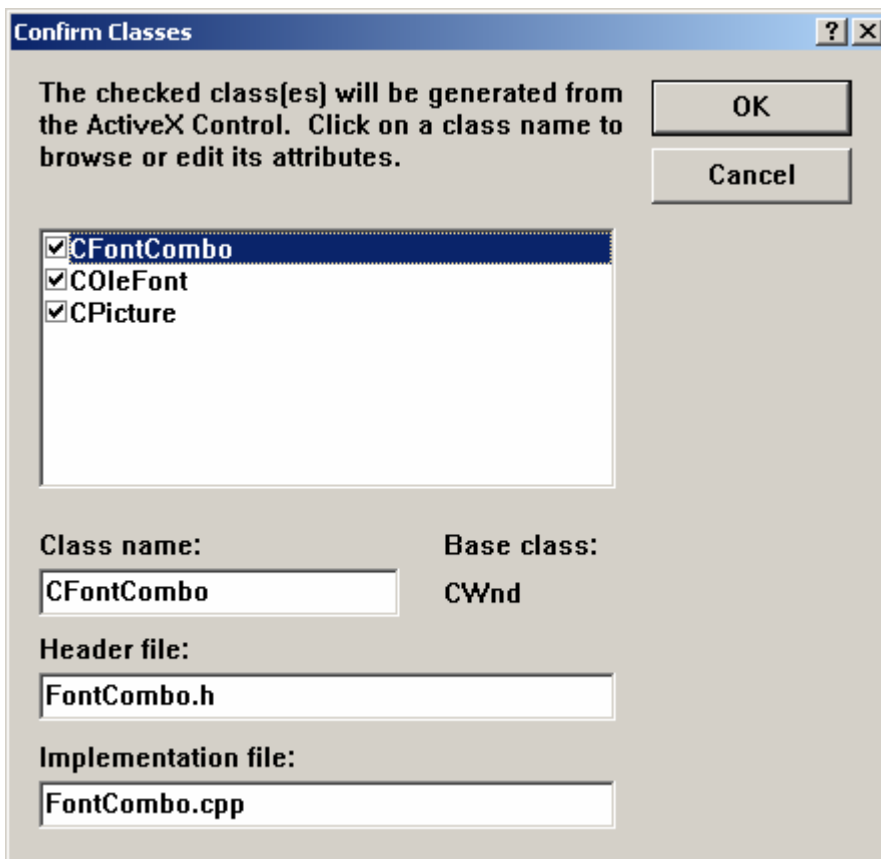 Confirm Classes
The checked class(es) will be generated from
the ActiveX Control.  Click on a class name to
browse or edit its attributes.
OK
Cancel
CFontCombo
COleFont
CPicture
Class name:
Base class:
CFontCombo
CWnd
Header file:
FontCombo.h
Implementation file:
FontCombo.cpp